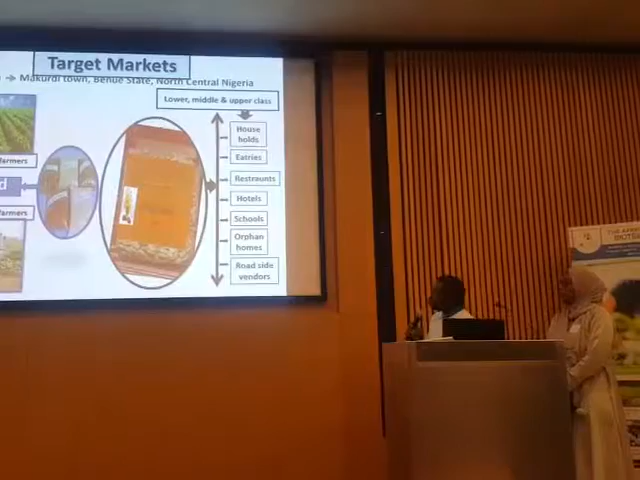 Target Markets
Makurdi town, Benue State, North Central Nigeria
Lower, middle & upper class
House
holds
Eatries
Restraunts
Hotels
Schools
Orphan
homes
Road side
vendors
farmers
farmers